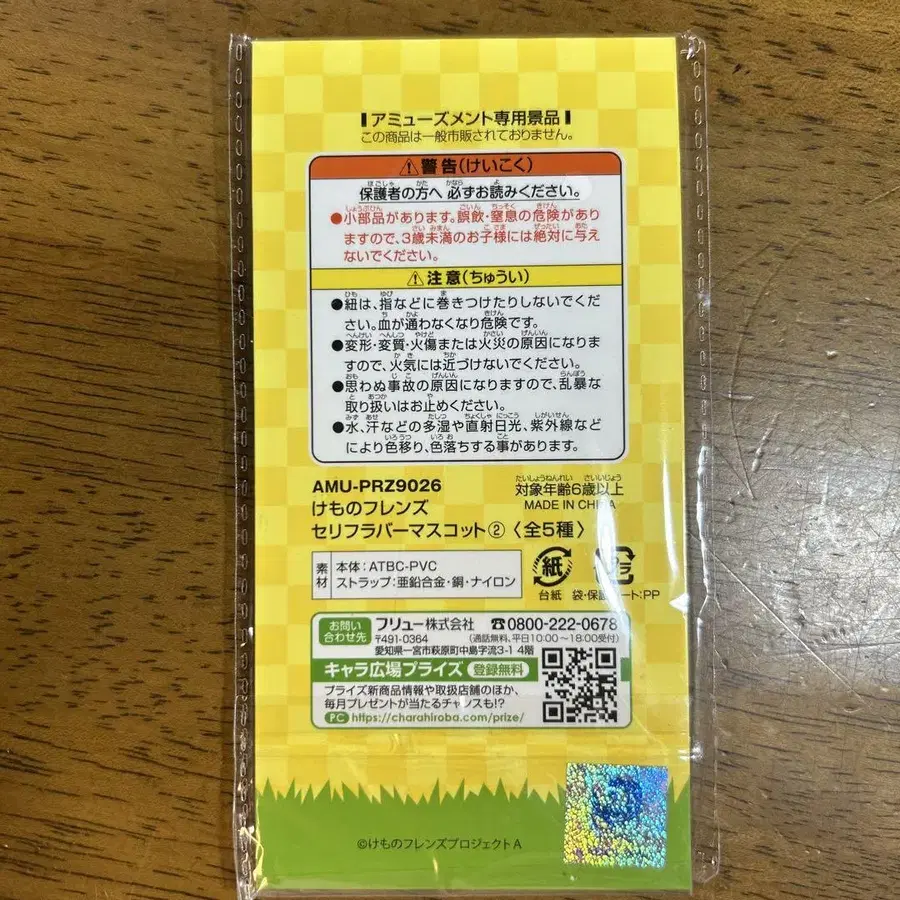 アミューズメント専用景品
この商品は一般市販されておりません。
⚠警告(けいこく)
保護者の方へ 必ずお読みください。
●小部品があります。誤飲・窒息の危険があり
ますので、3歳未満のお子様には絶対に与え
ないでください。
⚠注意(ちゅうい)
●紐は、指などに巻きつけたりしないでくだ
さい。血が通わなくなり危険です。
●変形・変質・火傷または火災の原因になりま
すので、火気には近づけないでください。
●思わぬ事故の原因になりますので、乱暴な
取り扱いはお止めください。
●水、汗などの多湿や直射日光、紫外線など
により色移り、色落ちする事があります。
AMU-PRZ9026
けものフレンズ
セリフラバーマスコット②〈全5種〉
対象年齢6歳以上
MADE IN CHINA
素材
本体:ATBC-PVC
ストラップ:亜鉛合金・銅・ナイロン
紙
プラ
台紙 袋・保護シート:PP
お問い合わせ先
フリュー株式会社 ☎0800-222-0678
〒491-0364 (通話無料、平日10:00〜18:00受付)
愛知県一宮市萩原町中島字流3-1 4階
キャラ広場プライズ 登録無料
プライズ新商品情報や取扱店舗のほか、
毎月プレゼントが当たるチャンスも!?
PC https://charahiroba.com/prize/
©けものフレンズプロジェクトA